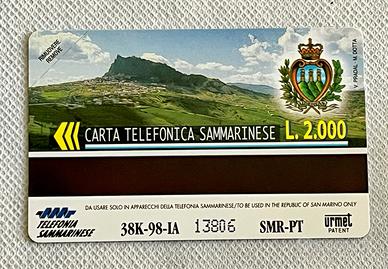 RIMUOVERE
REMOVE
V. PRADAL - M. DOTTA
CARTA TELEFONICA SAMMARINESE L. 2.000
DA USARE SOLO IN APPARECCHI DELLA TELEFONIA SAMMARINESE/TO BE USED IN THE REPUBLIC OF SAN MARINO ONLY
TELEFONIA
SAMMARINESE
38K-98-IA 13806 SMR-PT
urmet
PATENT